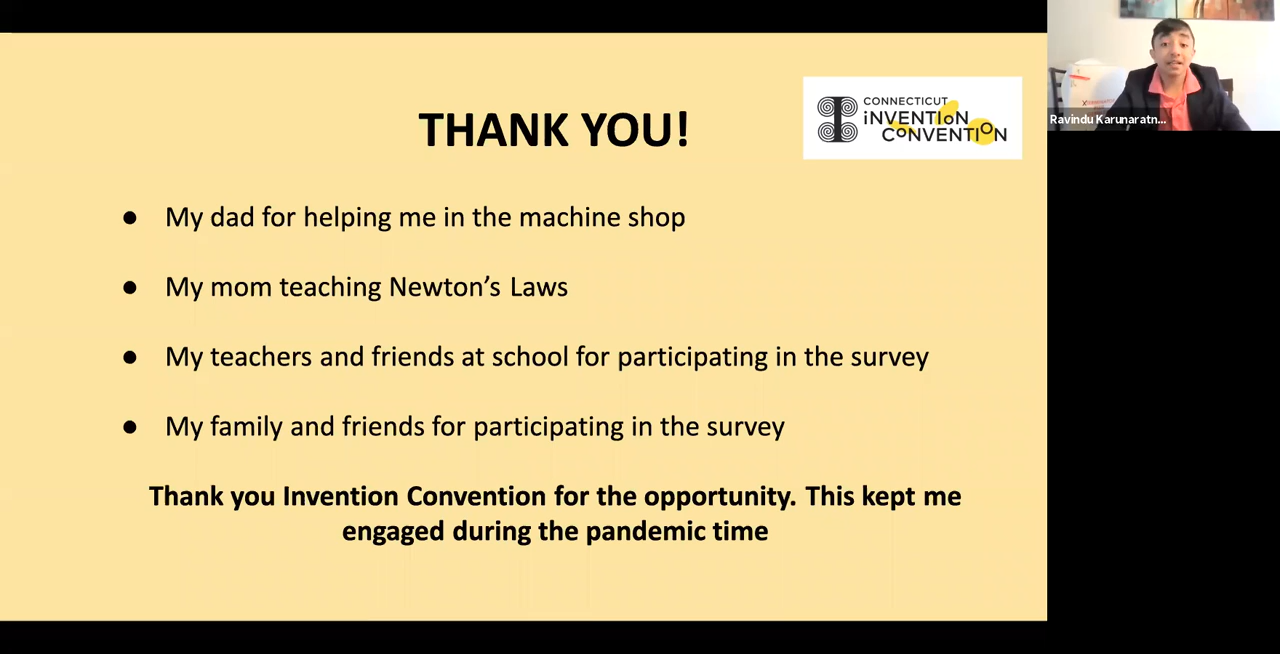 THANK YOU!
CONNECTICUT
iNVENTIoN
CoNVENTIoN
● My dad for helping me in the machine shop
● My mom teaching Newton’s Laws
● My teachers and friends at school for participating in the survey
● My family and friends for participating in the survey
Thank you Invention Convention for the opportunity. This kept me
engaged during the pandemic time
Ravindu Karunaratn...